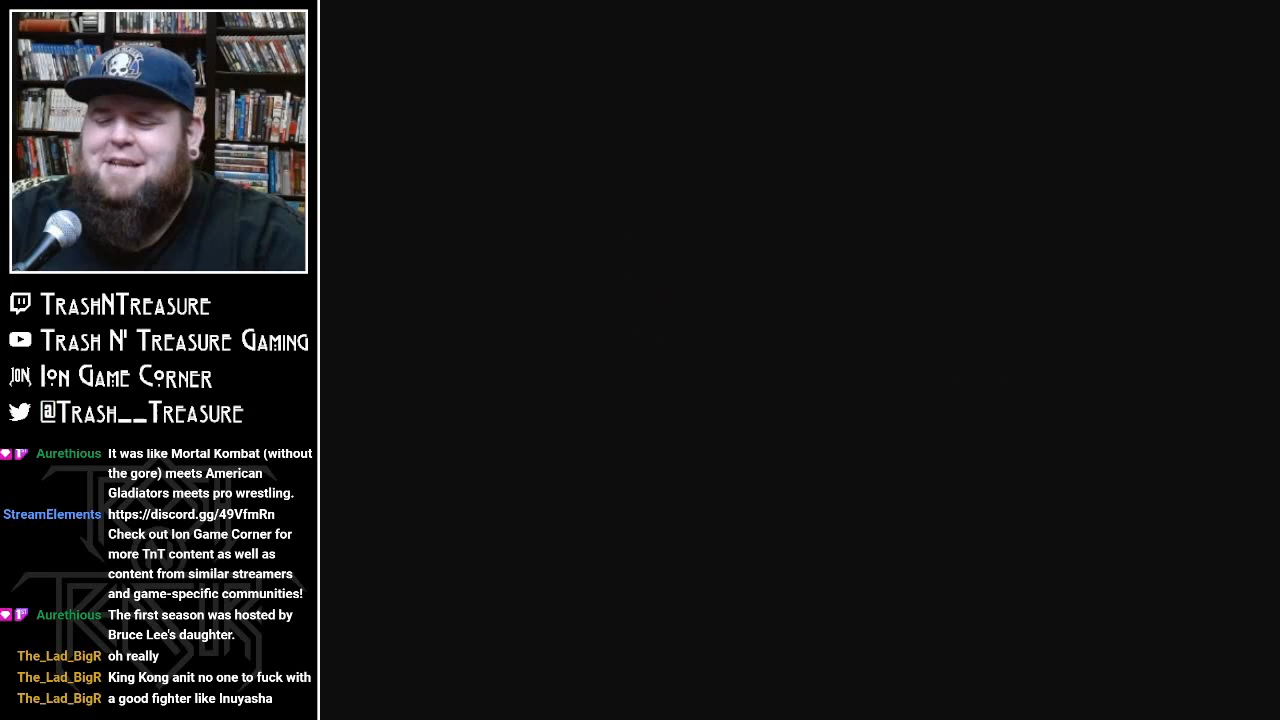 TrashNTreasure
Trash N' Treasure Gaming
ION Ion Game Corner
@Trash__Treasure
Aurethious It was like Mortal Kombat (without
the gore) meets American
Gladiators meets pro wrestling.
StreamElements https://discord.gg/49VfmRn
Check out Ion Game Corner for
more TnT content as well as
content from similar streamers
and game-specific communities!
Aurethious The first season was hosted by
Bruce Lee's daughter.
The_Lad_BigR oh really
The_Lad_BigR King Kong anit no one to fuck with
The_Lad_BigR a good fighter like Inuyasha